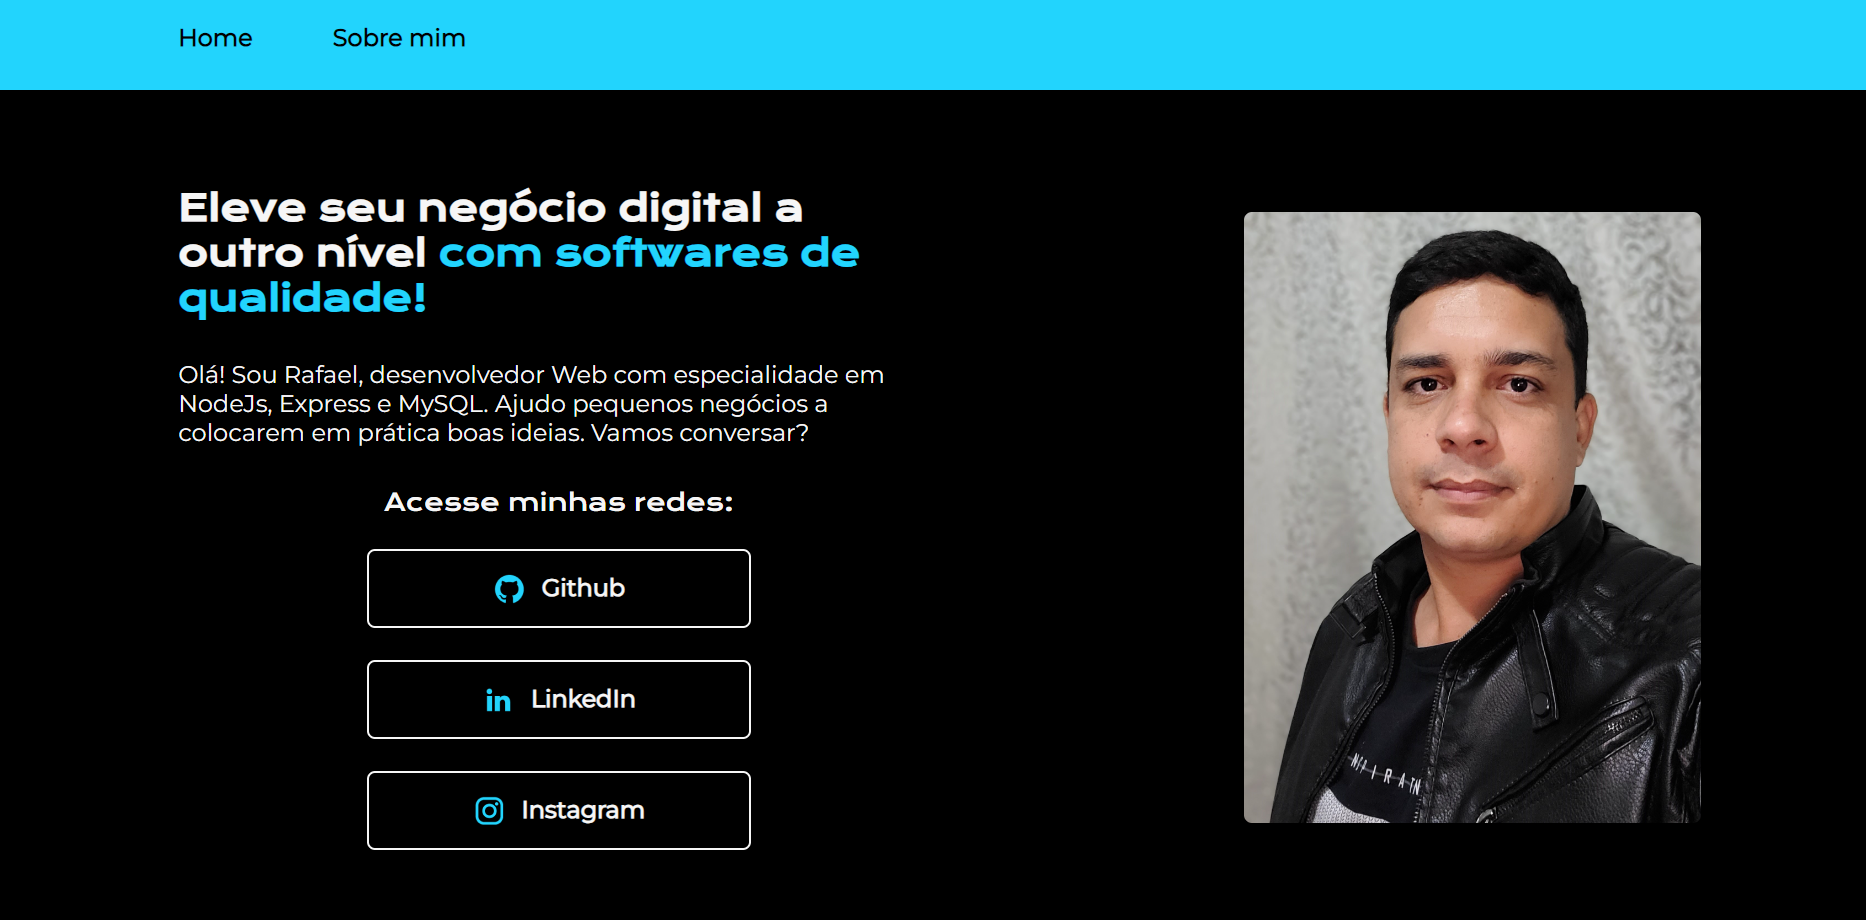 Home Sobre mim
Eleve seu negócio digital a
outro nível com softwares de
qualidade!
Olá! Sou Rafael, desenvolvedor Web com especialidade em
NodeJs, Express e MySQL. Ajudo pequenos negócios a
colocarem em prática boas ideias. Vamos conversar?
Acesse minhas redes:
Github
LinkedIn
Instagram